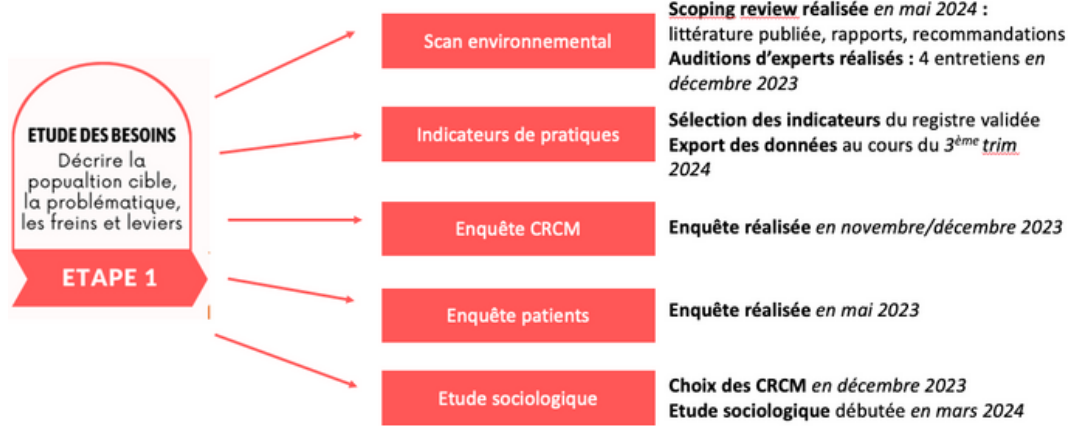 ETUDE DES BESOINS
Décrire la
popualtion cible,
la problématique,
les freins et leviers
ETAPE 1
Scan environnemental
Scoping review réalisée en mai 2024 :
littérature publiée, rapports, recommandations
Auditions d'experts réalisés : 4 entretiens en
décembre 2023
Indicateurs de pratiques
Sélection des indicateurs du registre validée
Export des données au cours du 3ème trim
2024
Enquête CRCM
Enquête réalisée en novembre/décembre 2023
Enquête patients
Enquête réalisée en mai 2023
Etude sociologique
Choix des CRCM en décembre 2023
Etude sociologique débutée en mars 2024